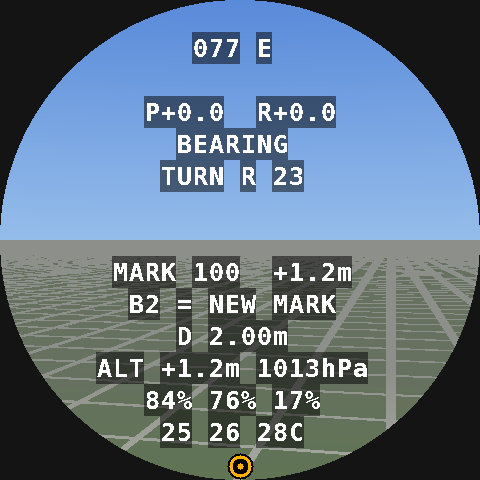 077 E
P+0.0 R+0.0
BEARING
TURN R 23
MARK 100 +1.2m
B2 = NEW MARK
D 2.00m
ALT +1.2m 1013hPa
84% 76% 17%
25 26 28C